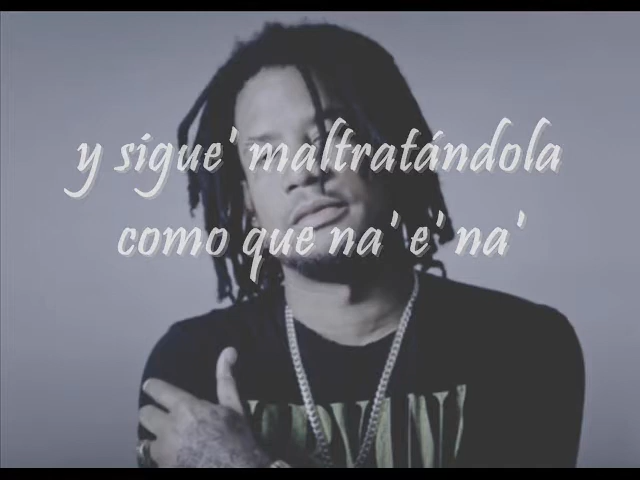 y sigue' maltratándola
como que na' e' na'